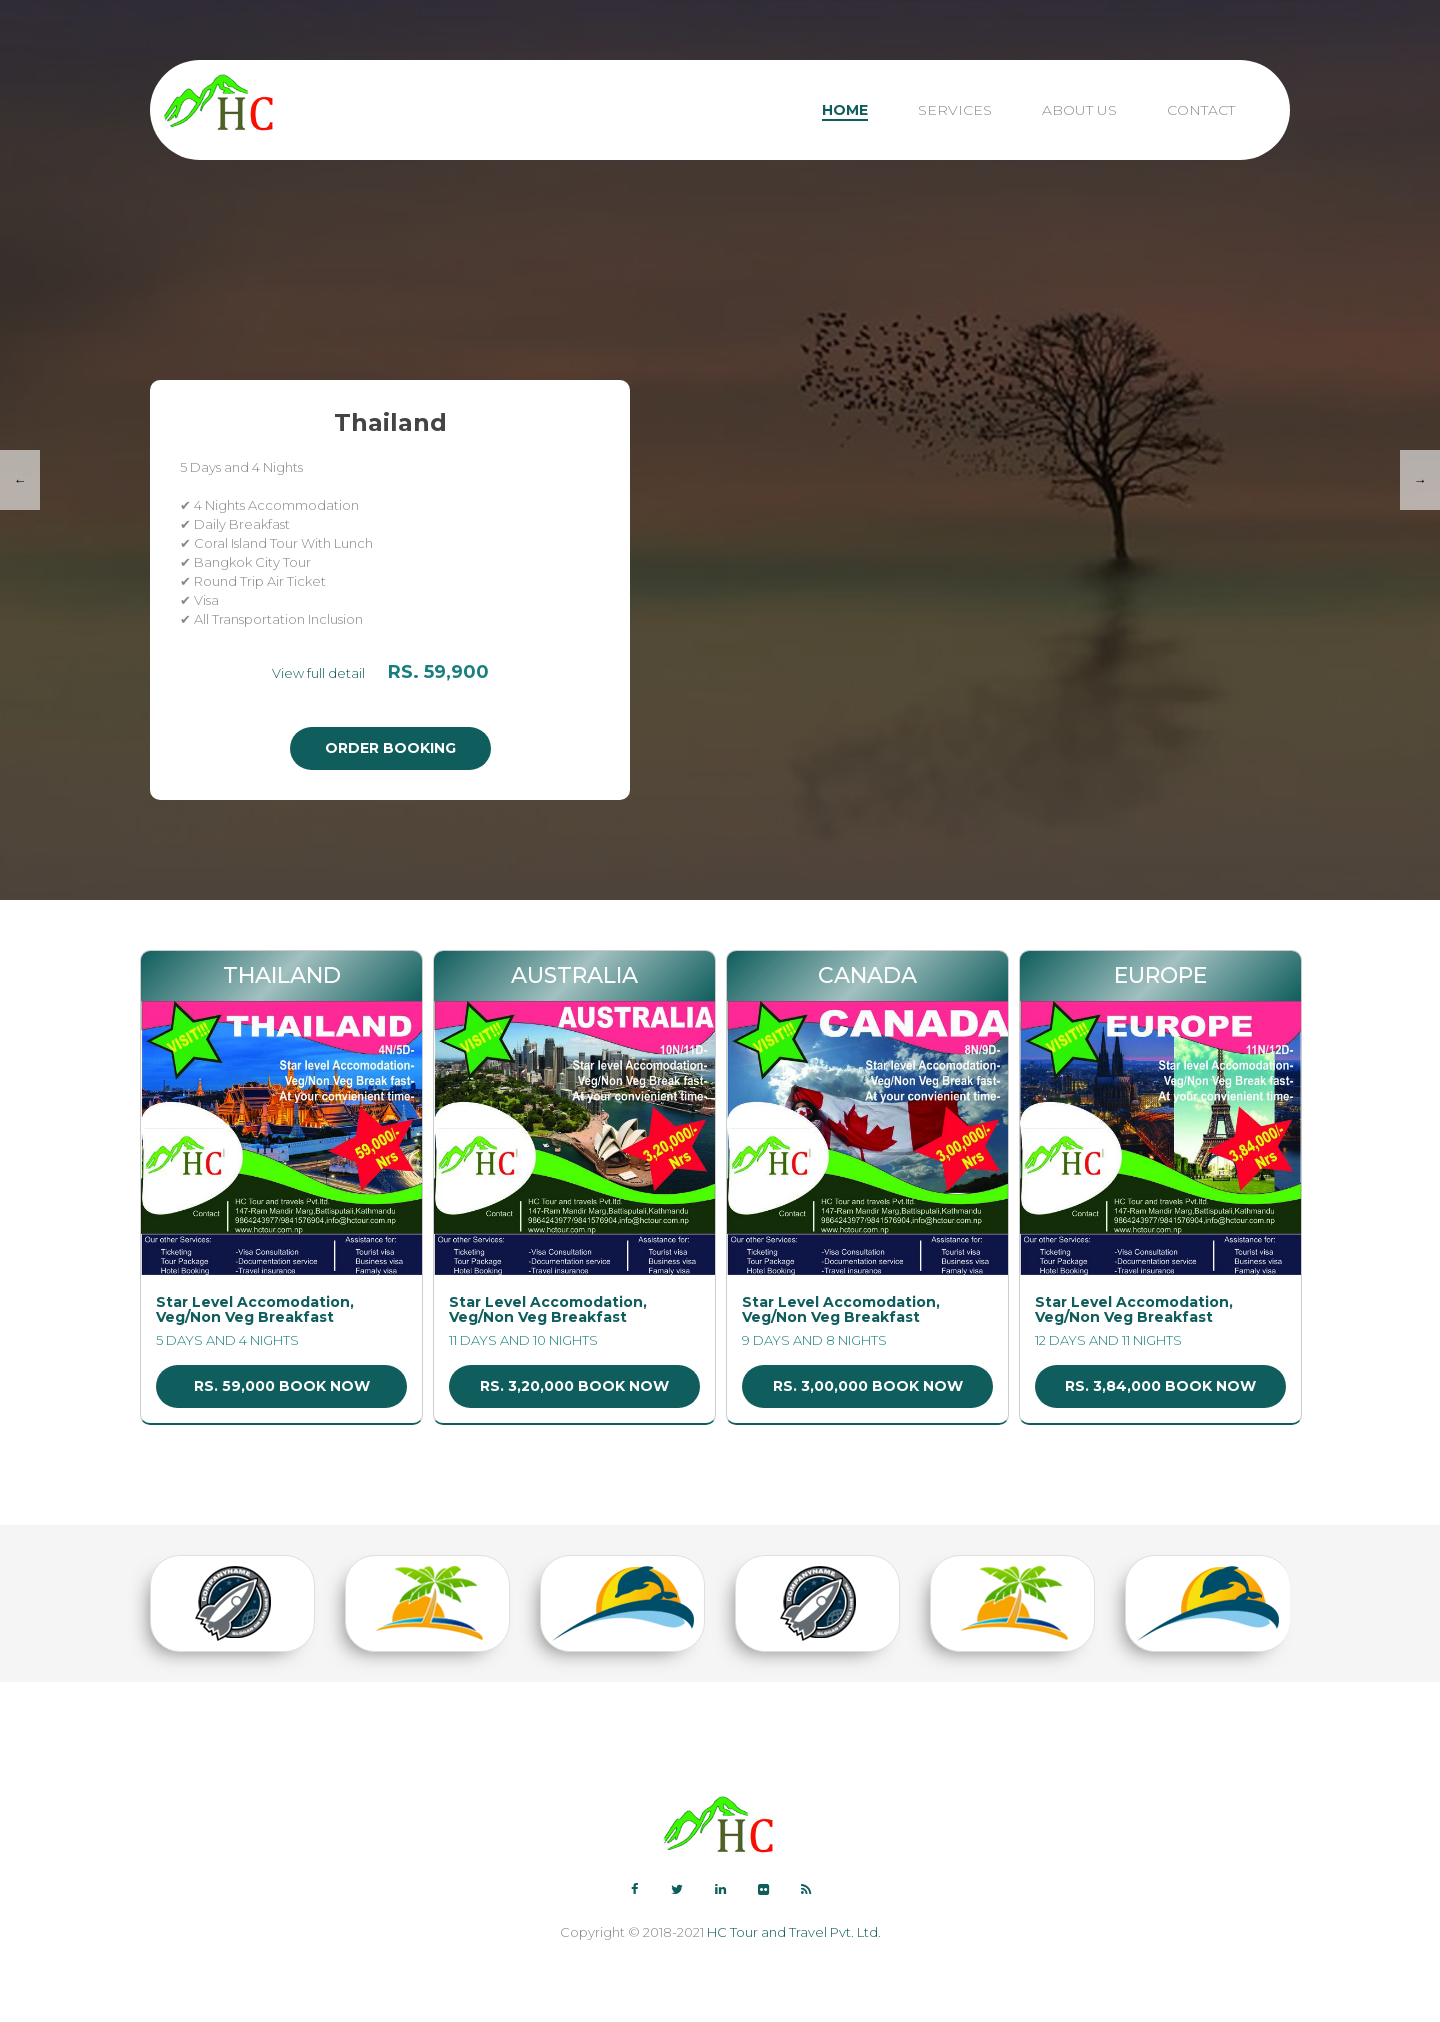 HC
HOME
SERVICES
ABOUT US
CONTACT
Thailand
5 Days and 4 Nights
✔ 4 Nights Accommodation
✔ Daily Breakfast
✔ Coral Island Tour With Lunch
✔ Bangkok City Tour
✔ Round Trip Air Ticket
✔ Visa
✔ All Transportation Inclusion
View full detail RS. 59,900
ORDER BOOKING
←
→
THAILAND
VISIT!!!
THAILAND
4N/5D-
Star level Accomodation-
Veg/Non Veg Break fast-
At your convienient time-
59,000/-
Nrs
HC
Contact
HC Tour and travels Pvt.ltd.
147-Ram Mandir Marg,Battisputali,Kathmandu
9864243977/9841576904,info@hctour.com.np
www.hctour.com.np
Our other Services:
Assistance for:
Ticketing
-Visa Consultation
Tourist visa
Tour Package
-Documentation service
Business visa
Hotel Booking
-Travel insurance
Famaly visa
Star Level Accomodation,
Veg/Non Veg Breakfast
5 DAYS AND 4 NIGHTS
RS. 59,000 BOOK NOW
AUSTRALIA
VISIT!!!
AUSTRALIA
10N/11D-
Star level Accomodation-
Veg/Non Veg Break fast-
At your convienient time-
3,20,000/-
Nrs
HC
Contact
HC Tour and travels Pvt.ltd.
147-Ram Mandir Marg,Battisputali,Kathmandu
9864243977/9841576904,info@hctour.com.np
www.hctour.com.np
Our other Services:
Assistance for:
Ticketing
-Visa Consultation
Tourist visa
Tour Package
-Documentation service
Business visa
Hotel Booking
-Travel insurance
Famaly visa
Star Level Accomodation,
Veg/Non Veg Breakfast
11 DAYS AND 10 NIGHTS
RS. 3,20,000 BOOK NOW
CANADA
VISIT!!!
CANADA
8N/9D-
Star level Accomodation-
Veg/Non Veg Break fast-
At your convienient time-
3,00,000/-
Nrs
HC
Contact
HC Tour and travels Pvt.ltd.
147-Ram Mandir Marg,Battisputali,Kathmandu
9864243977/9841576904,info@hctour.com.np
www.hctour.com.np
Our other Services:
Assistance for:
Ticketing
-Visa Consultation
Tourist visa
Tour Package
-Documentation service
Business visa
Hotel Booking
-Travel insurance
Famaly visa
Star Level Accomodation,
Veg/Non Veg Breakfast
9 DAYS AND 8 NIGHTS
RS. 3,00,000 BOOK NOW
EUROPE
VISIT!!!
EUROPE
11N/12D-
Star level Accomodation-
Veg/Non Veg Break fast-
At your convienient time-
3,84,000/-
Nrs
HC
Contact
HC Tour and travels Pvt.ltd.
147-Ram Mandir Marg,Battisputali,Kathmandu
9864243977/9841576904,info@hctour.com.np
www.hctour.com.np
Our other Services:
Assistance for:
Ticketing
-Visa Consultation
Tourist visa
Tour Package
-Documentation service
Business visa
Hotel Booking
-Travel insurance
Famaly visa
Star Level Accomodation,
Veg/Non Veg Breakfast
12 DAYS AND 11 NIGHTS
RS. 3,84,000 BOOK NOW
COMPANYNAME
COMPANYNAME
HC
Copyright © 2018-2021 HC Tour and Travel Pvt. Ltd.